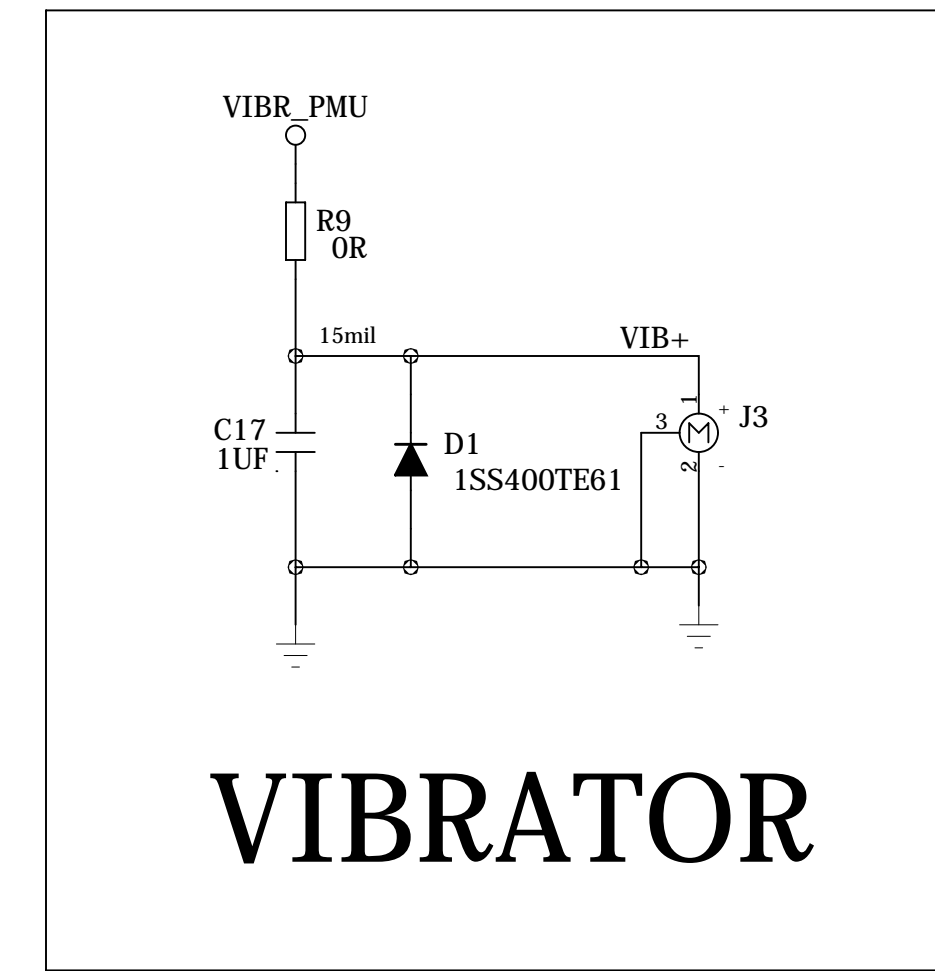 VIBR_PMU
R9
0R
15mil
VIB+
C17
1UF
D1
1SS400TE61
1
+
J3
3
M
2
-
VIBRATOR